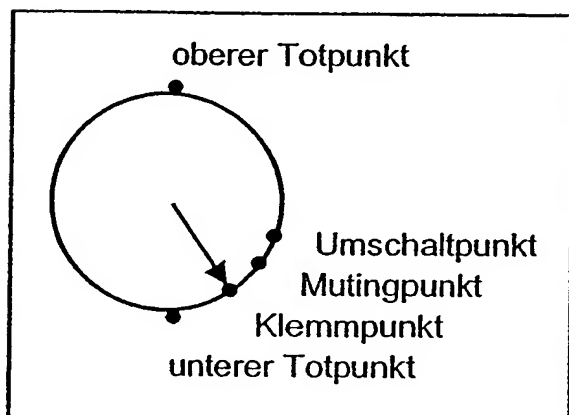 oberer Totpunkt
Umschaltpunkt
Mutingpunkt
Klemmpunkt
unterer Totpunkt